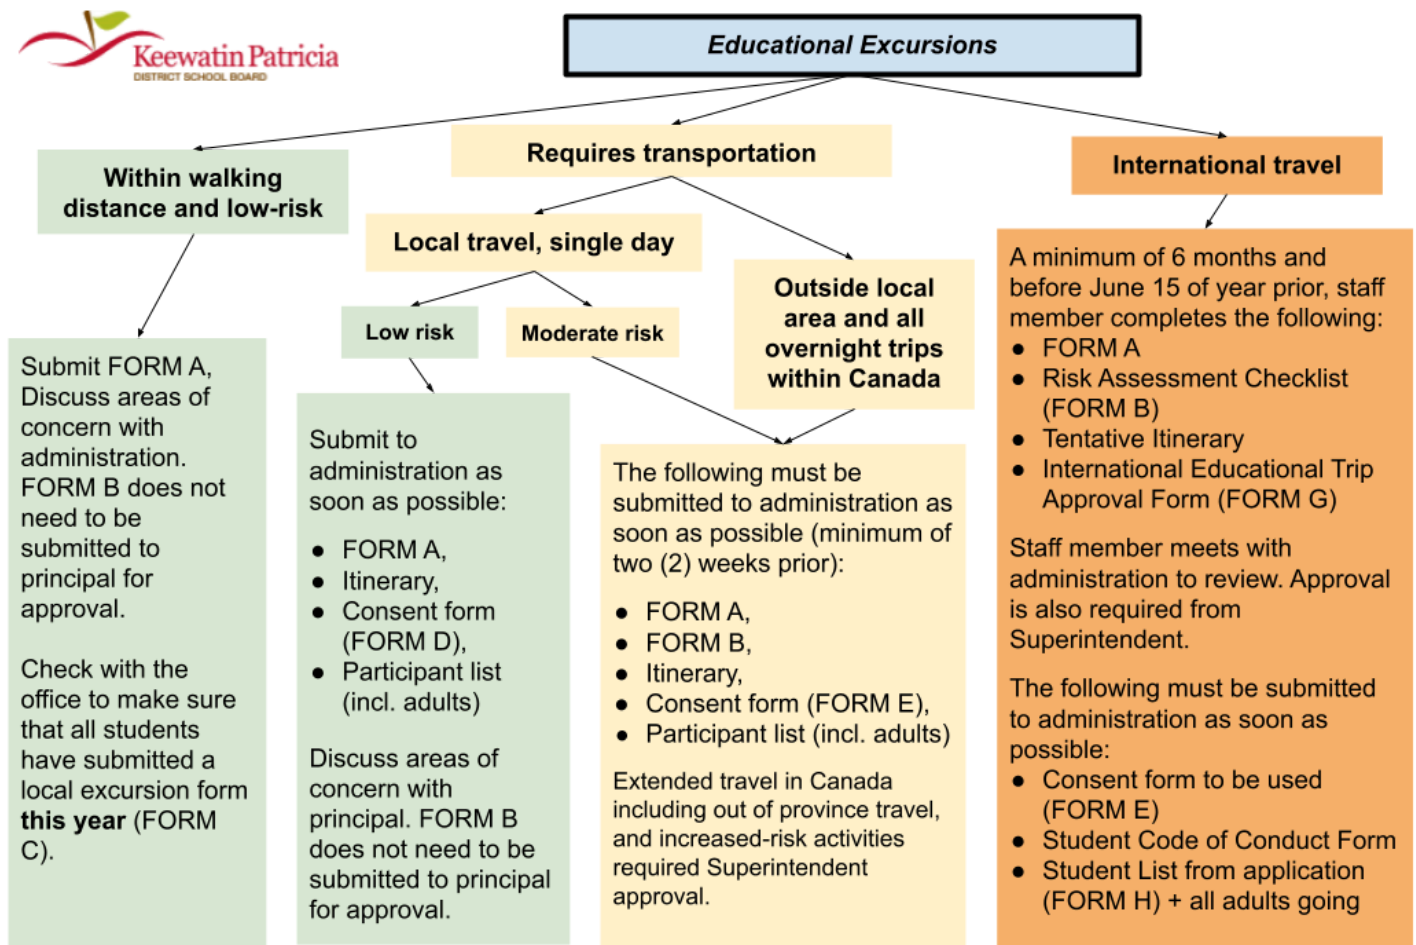 Keewatin Patricia
DISTRICT SCHOOL BOARD
Educational Excursions
Within walking
distance and low-risk
Requires transportation
International travel
Local travel, single day
Low risk
Moderate risk
Outside local
area and all
overnight trips
within Canada
Submit FORM A,
Discuss areas of
concern with
administration.
FORM B does not
need to be
submitted to
principal for
approval.
Check with the
office to make sure
that all students
have submitted a
local excursion form
this year (FORM
C).
Submit to
administration as
soon as possible:
● FORM A,
● Itinerary,
● Consent form
(FORM D),
● Participant list
(incl. adults)
Discuss areas of
concern with
principal. FORM B
does not need to be
submitted to principal
for approval.
The following must be
submitted to administration as
soon as possible (minimum of
two (2) weeks prior):
● FORM A,
● FORM B,
● Itinerary,
● Consent form (FORM E),
● Participant list (incl. adults)
Extended travel in Canada
including out of province travel,
and increased-risk activities
required Superintendent
approval.
A minimum of 6 months and
before June 15 of year prior, staff
member completes the following:
● FORM A
● Risk Assessment Checklist
(FORM B)
● Tentative Itinerary
● International Educational Trip
Approval Form (FORM G)
Staff member meets with
administration to review. Approval
is also required from
Superintendent.
The following must be submitted
to administration as soon as
possible:
● Consent form to be used
(FORM E)
● Student Code of Conduct Form
● Student List from application
(FORM H) + all adults going